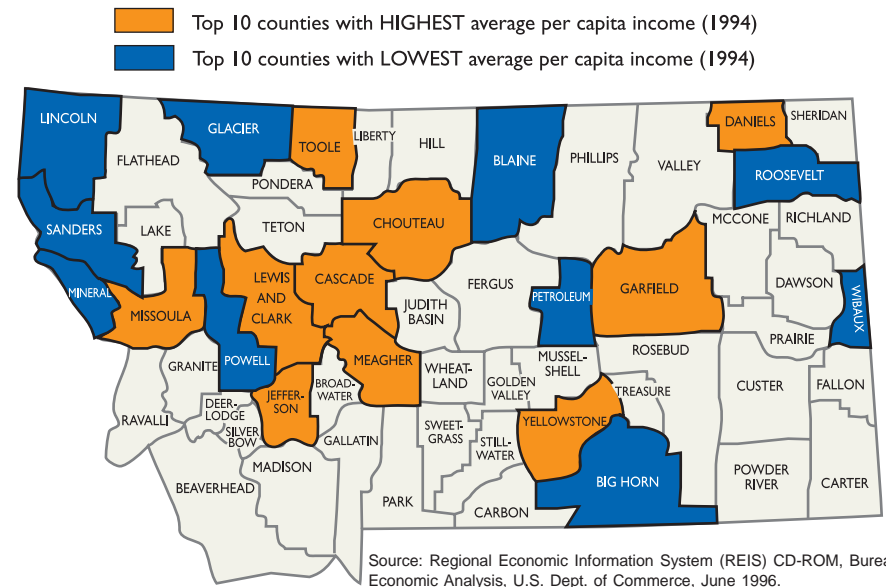 Top 10 counties with HIGHEST average per capita income (1994)
Top 10 counties with LOWEST average per capita income (1994)
LINCOLN
FLATHEAD
GLACIER
TOOLE
LIBERTY
HILL
BLAINE
PHILLIPS
VALLEY
DANIELS
SHERIDAN
ROOSEVELT
PONDERA
SANDERS
LAKE
TETON
CHOUTEAU
MCCONE
RICHLAND
MINERAL
MISSOULA
LEWIS
AND
CLARK
CASCADE
JUDITH
BASIN
FERGUS
PETROLEUM
GARFIELD
DAWSON
WIBAUX
PRAIRIE
POWELL
GRANITE
MEAGHER
WHEAT-
LAND
GOLDEN
VALLEY
MUSSEL-
SHELL
ROSEBUD
TREASURE
CUSTER
FALLON
RAVALLI
DEER-
LODGE
SILVER
BOW
JEFFER-
SON
BROAD-
WATER
GALLATIN
SWEET-
GRASS
STILL-
WATER
YELLOWSTONE
BIG HORN
POWDER
RIVER
CARTER
BEAVERHEAD
MADISON
PARK
CARBON
Source: Regional Economic Information System (REIS) CD-ROM, Burea
Economic Analysis, U.S. Dept. of Commerce, June 1996.